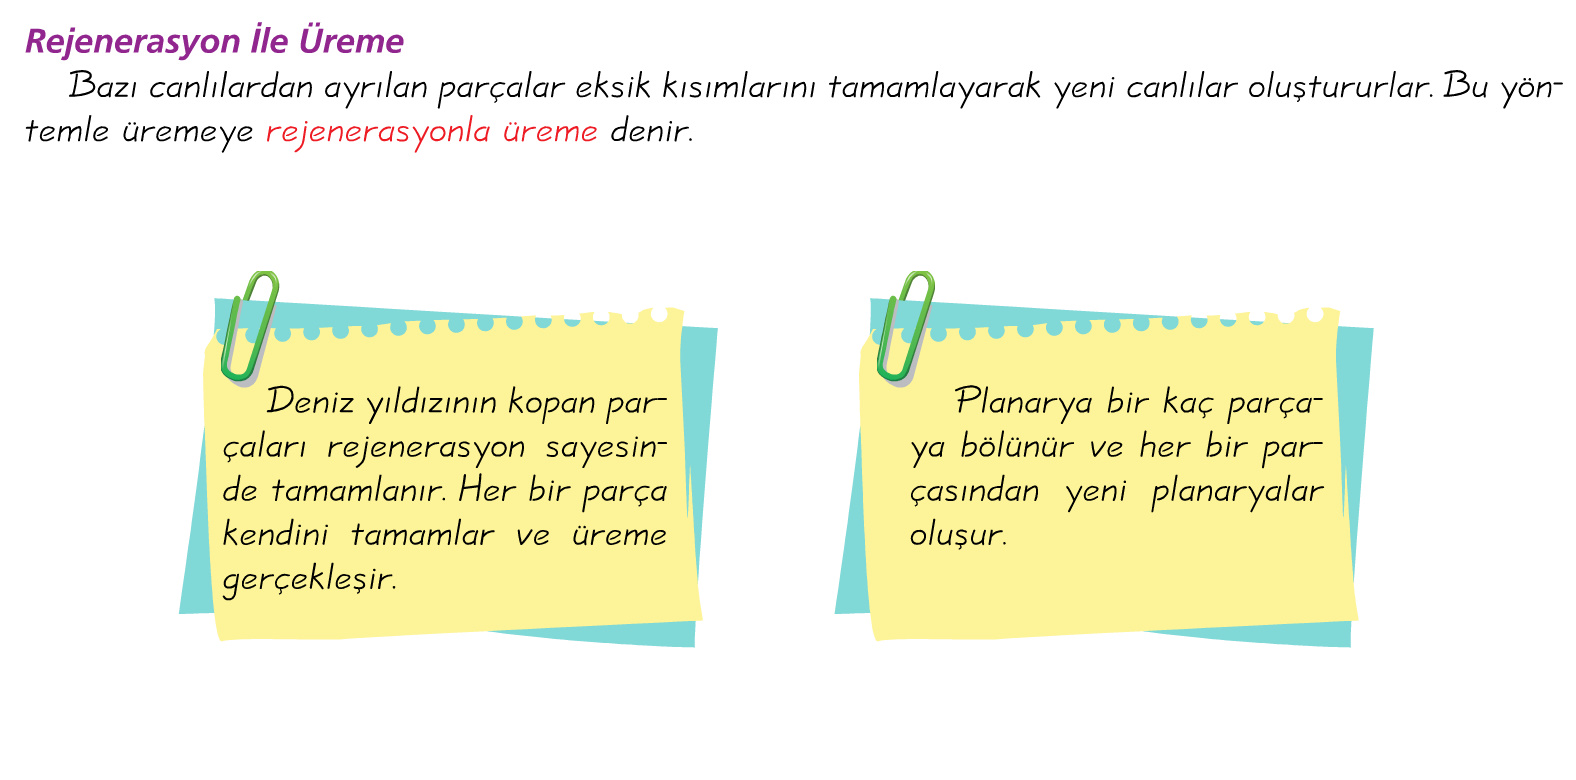 Rejenerasyon İle Üreme
Bazı canlılardan ayrılan parçalar eksik kısımlarını tamamlayarak yeni canlılar oluştururlar. Bu yön-
temle üremeye rejenerasyonla üreme denir.
Deniz yıldızının kopan par-
çaları rejenerasyon sayesin-
de tamamlanır. Her bir parça
kendini tamamlar ve üreme
gerçekleşir.
Planarya bir kaç parça-
ya bölünür ve her bir par-
çasından yeni planaryalar
oluşur.